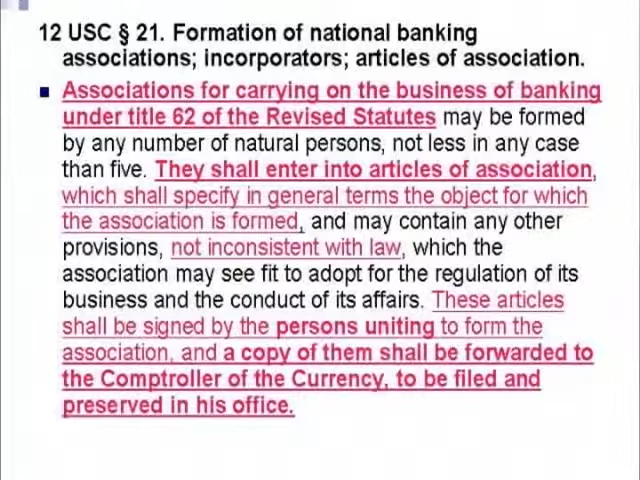 12 USC § 21. Formation of national banking
associations; incorporators; articles of association.
Associations for carrying on the business of banking
under title 62 of the Revised Statutes may be formed
by any number of natural persons, not less in any case
than five. They shall enter into articles of association,
which shall specify in general terms the object for which
the association is formed, and may contain any other
provisions, not inconsistent with law, which the
association may see fit to adopt for the regulation of its
business and the conduct of its affairs. These articles
shall be signed by the persons uniting to form the
association, and a copy of them shall be forwarded to
the Comptroller of the Currency, to be filed and
preserved in his office.